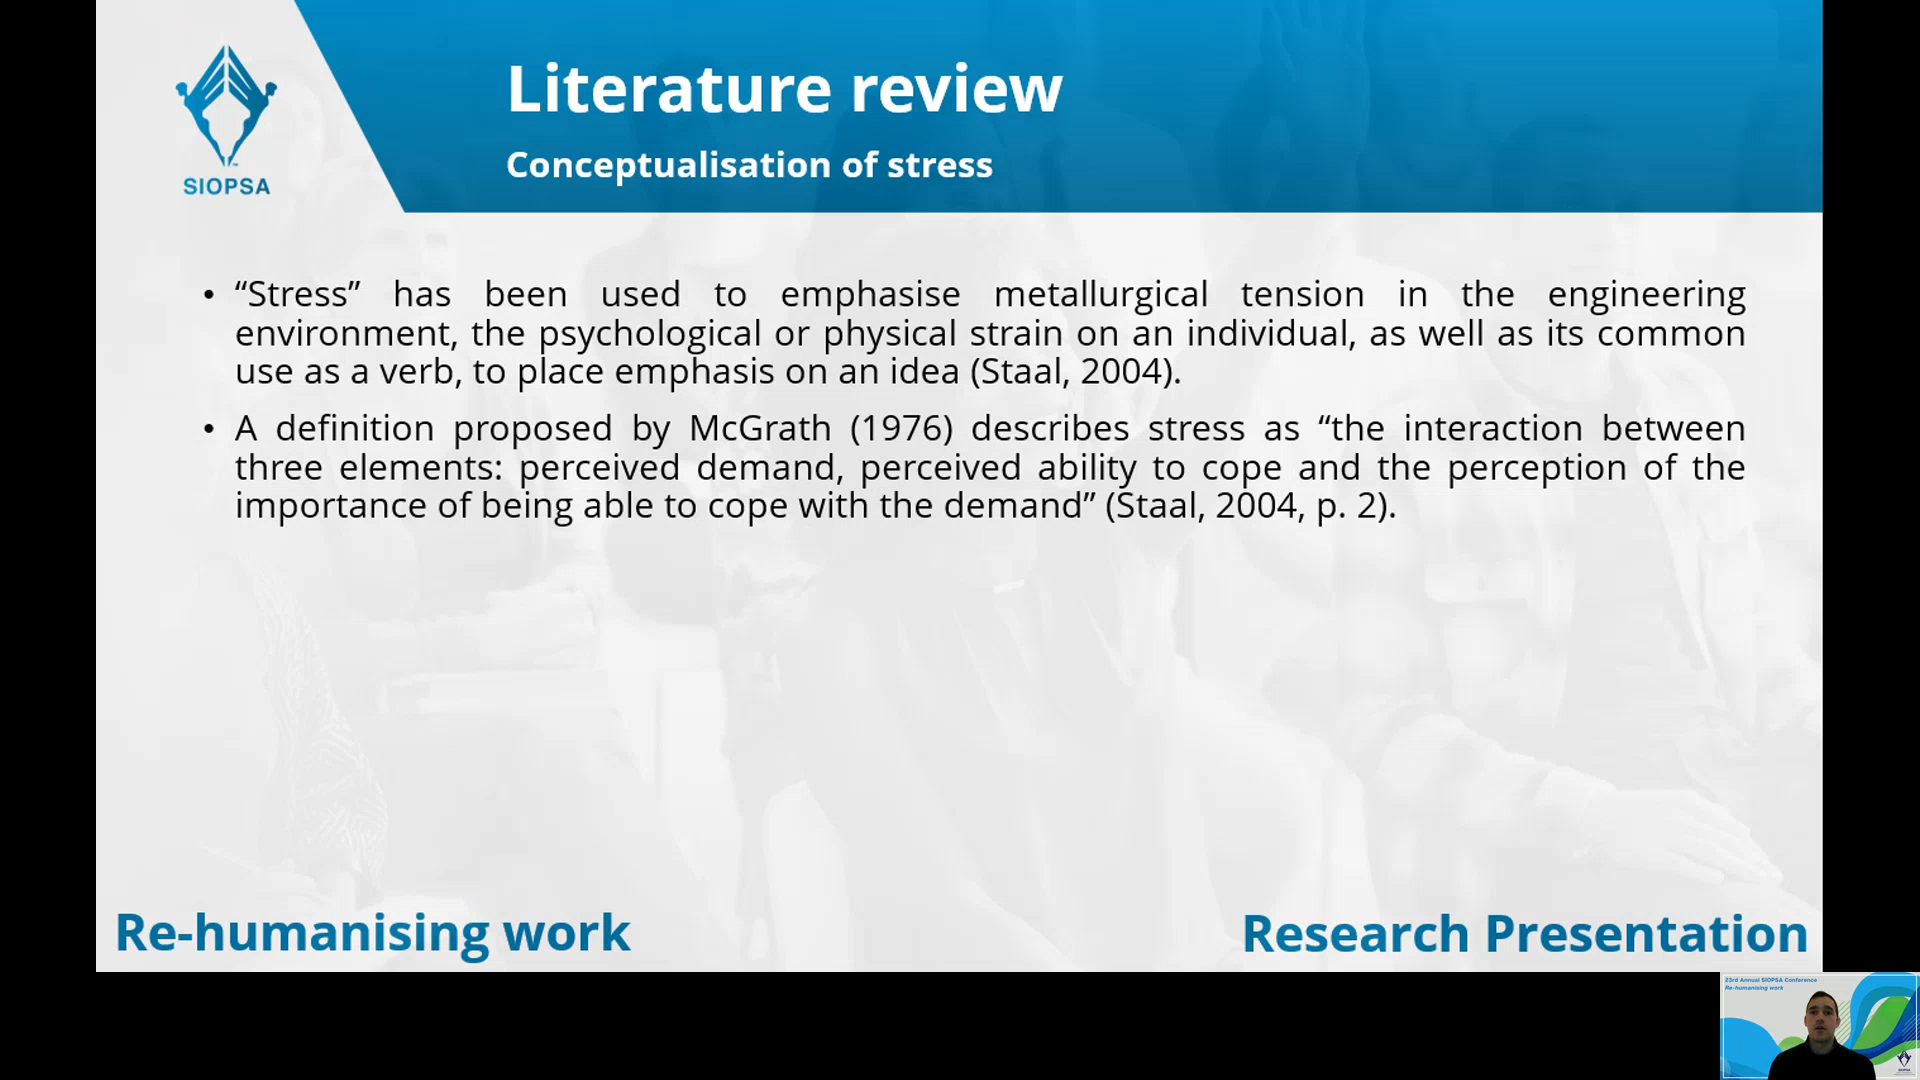 Literature review
Conceptualisation of stress
SIOPSA
• “Stress” has been used to emphasise metallurgical tension in the engineering
environment, the psychological or physical strain on an individual, as well as its common
use as a verb, to place emphasis on an idea (Staal, 2004).
• A definition proposed by McGrath (1976) describes stress as “the interaction between
three elements: perceived demand, perceived ability to cope and the perception of the
importance of being able to cope with the demand” (Staal, 2004, p. 2).
Re-humanising work
Research Presentation
23rd Annual SIOPSA Conference
Re-humanising work
SIOPSA